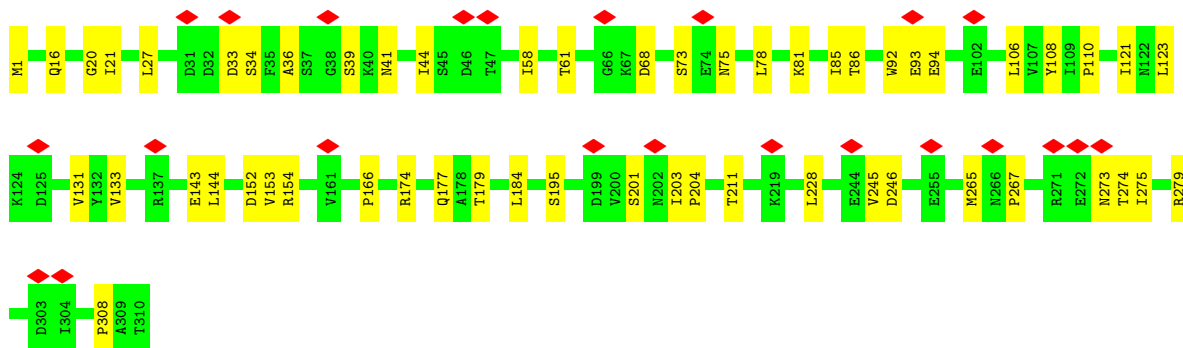 M1 Q16 G20 I21 L27 D31 D32 D33 S34 F35 A36 S37 G38 S39 K40 N41 I44 S45 D46 T47 I58 T61 G66 K67 D68 S73 E74 N75 L78 K81 I85 T86 W92 E93 E94 E102 L106 V107 Y108 I109 P110 I121 N122 L123
K124 D125 V131 Y132 V133 R137 E143 L144 D152 V153 R154 V161 P166 R174 Q177 A178 T179 L184 S195 D199 V200 S201 N202 I203 P204 T211 K219 L228 E244 V245 D246 E255 M265 N266 P267 R271 E272 N273 T274 I275 R279
D303 I304 P308 A309 T310